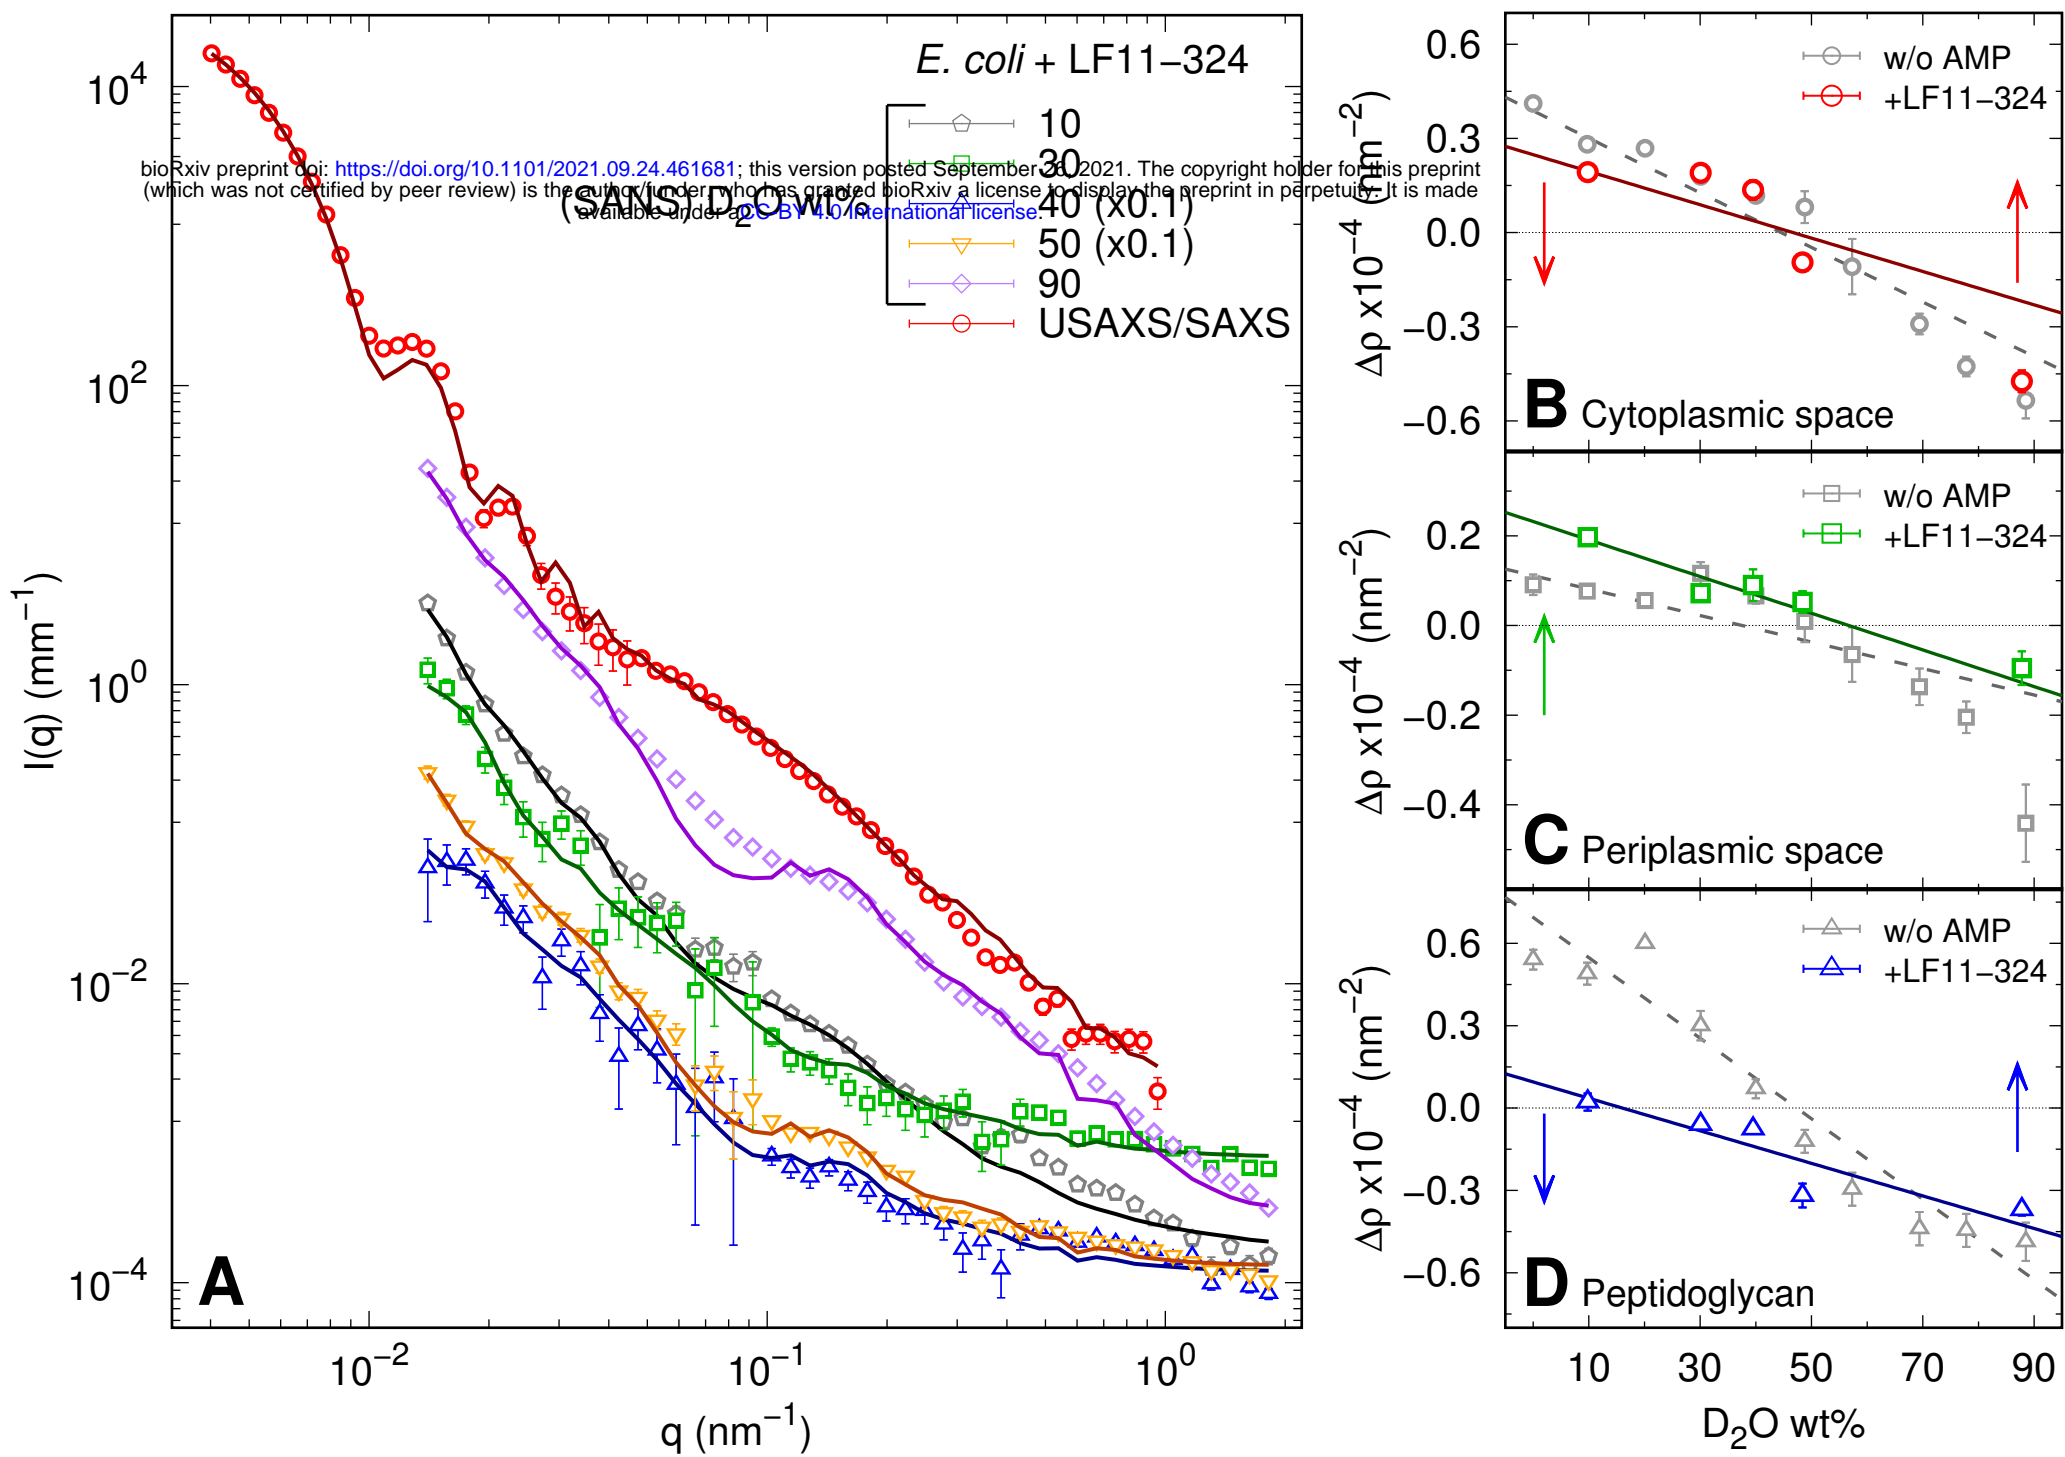 E. coli + LF11−324
10
30
40 (x0.1)
50 (x0.1)
90
USAXS/SAXS
(SANS) D2O wt%
bioRxiv preprint doi: https://doi.org/10.1101/2021.09.24.461681; this version posted September 26, 2021. The copyright holder for this preprint
(which was not certified by peer review) is the author/funder, who has granted bioRxiv a license to display the preprint in perpetuity. It is made
available under aCC-BY 4.0 International license.
10^4
10^2
10^0
10^−2
10^−4
I(q) (mm^−1)
A
10^−2
10^−1
10^0
q (nm^−1)
w/o AMP
+LF11−324
0.6
0.3
0.0
−0.3
−0.6
Δρ x10^−4 (nm^−2)
B Cytoplasmic space
w/o AMP
+LF11−324
0.2
0.0
−0.2
−0.4
Δρ x10^−4 (nm^−2)
C Periplasmic space
w/o AMP
+LF11−324
0.6
0.3
0.0
−0.3
−0.6
Δρ x10^−4 (nm^−2)
D Peptidoglycan
10 30 50 70 90
D2O wt%